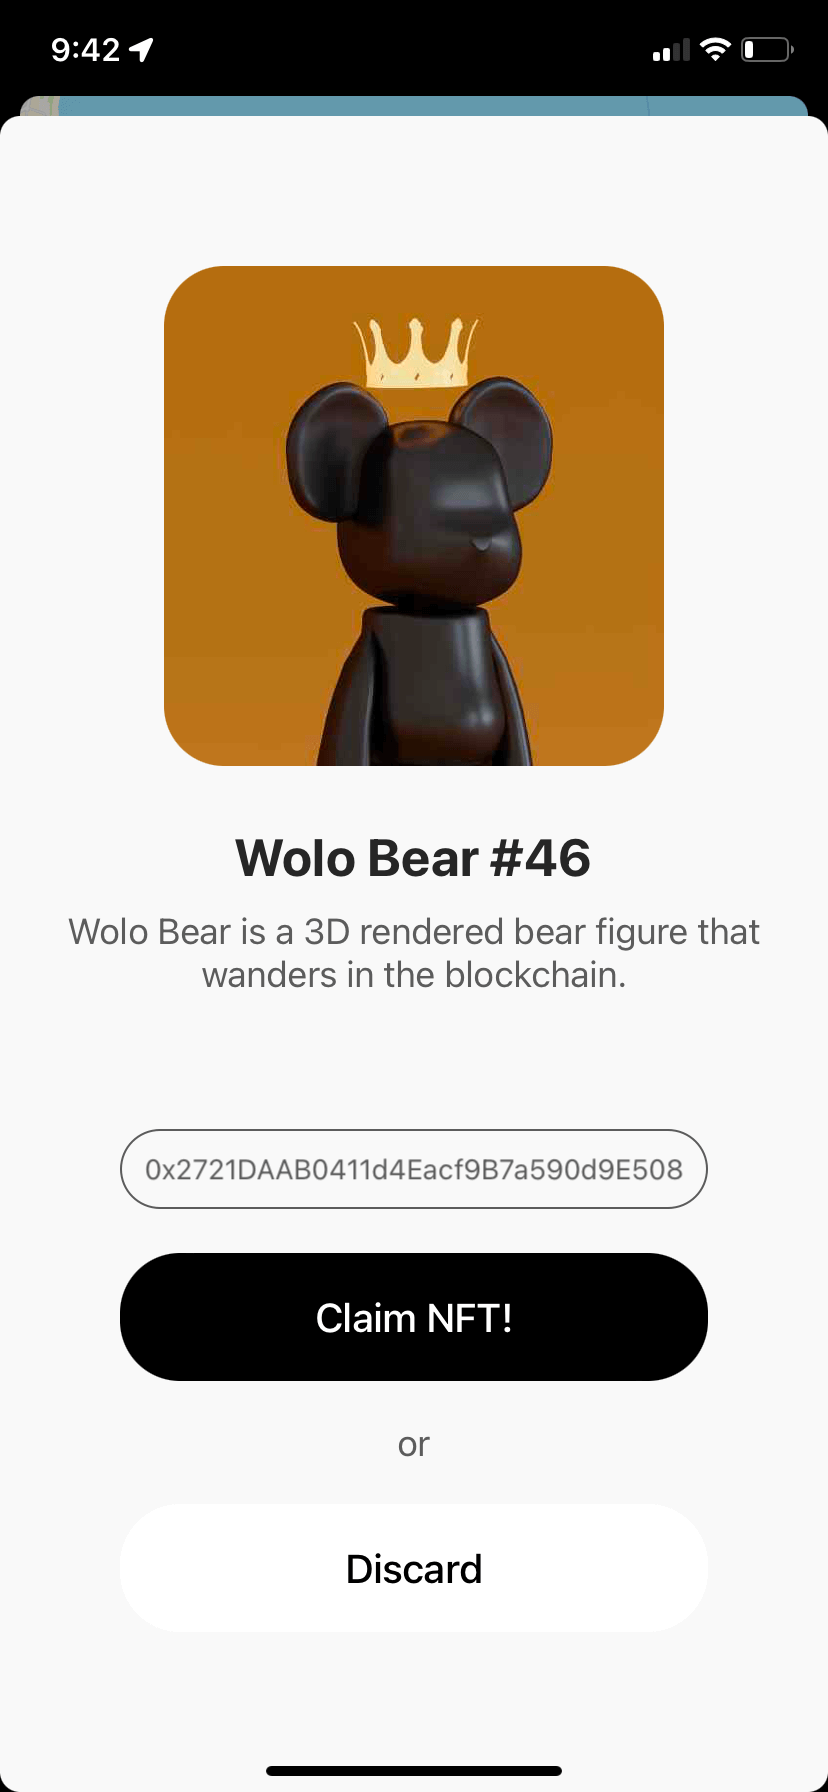 9:42
Wolo Bear #46
Wolo Bear is a 3D rendered bear figure that
wanders in the blockchain.
0x2721DAAB0411d4Eacf9B7a590d9E508
Claim NFT!
or
Discard